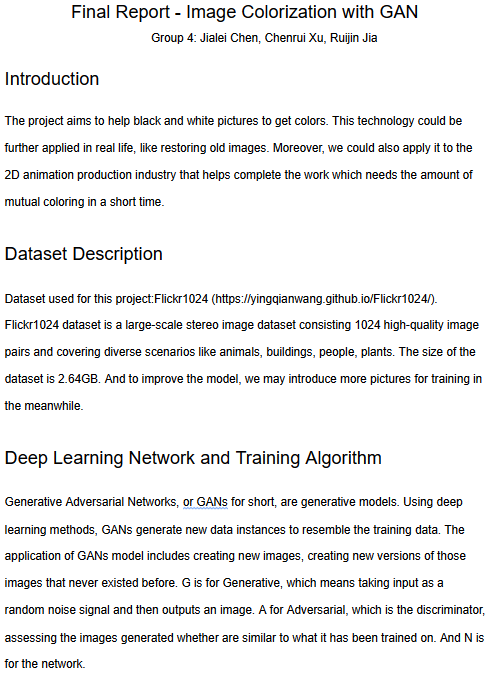 Final Report - Image Colorization with GAN
Group 4: Jialei Chen, Chenrui Xu, Ruijin Jia
Introduction
The project aims to help black and white pictures to get colors. This technology could be
further applied in real life, like restoring old images. Moreover, we could also apply it to the
2D animation production industry that helps complete the work which needs the amount of
mutual coloring in a short time.
Dataset Description
Dataset used for this project:Flickr1024 (https://yingqianwang.github.io/Flickr1024/).
Flickr1024 dataset is a large-scale stereo image dataset consisting 1024 high-quality image
pairs and covering diverse scenarios like animals, buildings, people, plants. The size of the
dataset is 2.64GB. And to improve the model, we may introduce more pictures for training in
the meanwhile.
Deep Learning Network and Training Algorithm
Generative Adversarial Networks, or GANs for short, are generative models. Using deep
learning methods, GANs generate new data instances to resemble the training data. The
application of GANs model includes creating new images, creating new versions of those
images that never existed before. G is for Generative, which means taking input as a
random noise signal and then outputs an image. A for Adversarial, which is the discriminator,
assessing the images generated whether are similar to what it has been trained on. And N is
for the network.